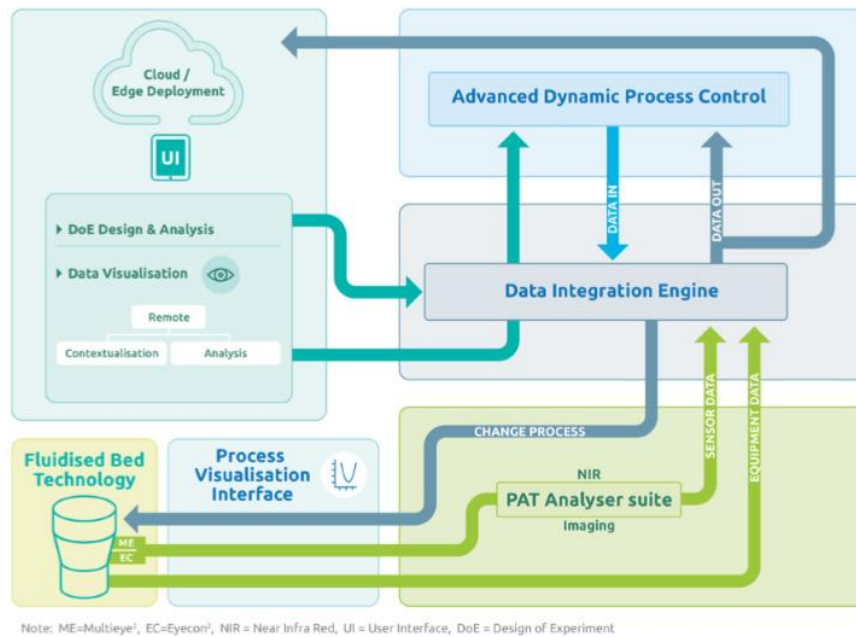 Cloud /
Edge Deployment
UI
▸ DoE Design & Analysis
▸ Data Visualisation
Remote
Contextualisation
Analysis
Advanced Dynamic Process Control
DATA IN
DATA OUT
Data Integration Engine
CHANGE PROCESS
SENSOR DATA
EQUIPMENT DATA
Fluidised Bed
Technology
ME
EC
Process
Visualisation
Interface
NIR
PAT Analyser suite
Imaging
Note: ME=Multieye², EC=Eyecon², NIR = Near Infra Red, UI = User Interface, DoE = Design of Experiment